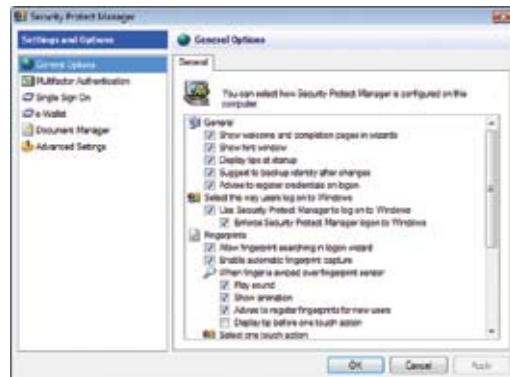 Security Protect Manager
Settings and Options
General Options
Multifactor Authentication
Single Sign On
e-Wallet
Document Manager
Advanced Settings
General Options
General
You can select how Security Protect Manager is configured on this
computer
General
Show welcome and completion pages in wizards
Show hint window
Display tips at startup
Suggest to backup identity after changes
Advise to register credentials on logon
Select the way users log on to Windows
Use Security Protect Manager to log on to Windows
Enforce Security Protect Manager logon to Windows
Fingerprints
Allow fingerprint searching in logon wizard
Enable automatic fingerprint capture
When finger is swiped over fingerprint sensor
Play sound
Show animation
Advise to register fingerprints for new users
Display tip before one touch action
Select one touch action
OK
Cancel
Apply